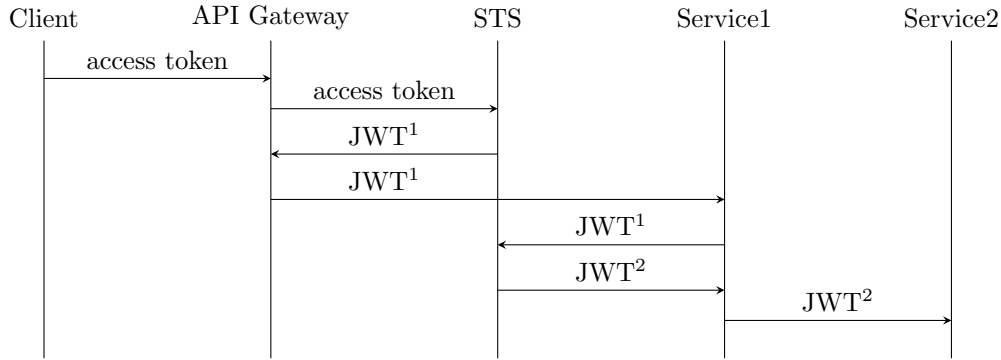 Client API Gateway STS Service1 Service2
access token
access token
JWT¹
JWT¹
JWT¹
JWT²
JWT²